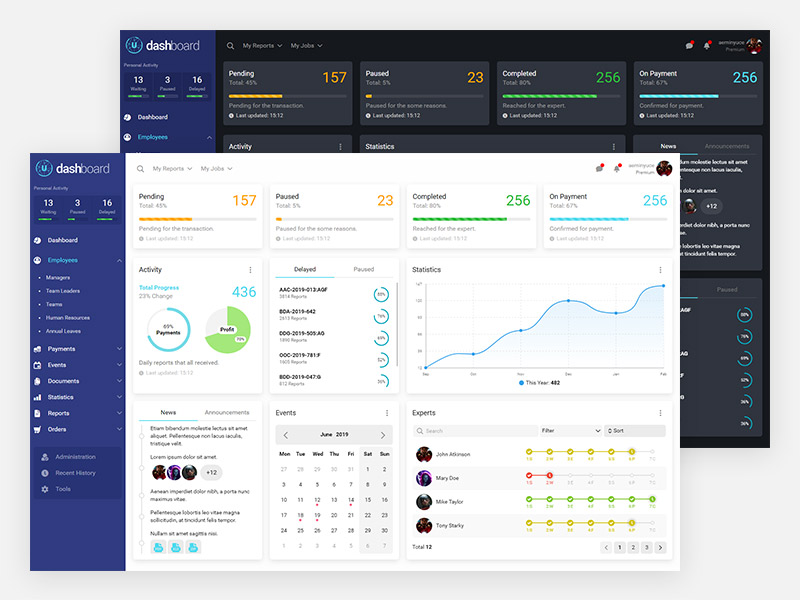 dashboard
My Reports
My Jobs
aeminyuce
Premium
Personal Activity
13
3
16
Waiting
Paused
Delayed
Pending
157
Total: 45%
Pending for the transaction.
Last updated: 15:12
Paused
23
Total: 5%
Paused for the some reasons.
Last updated: 15:12
Completed
256
Total: 80%
Reached for the expert.
Last updated: 15:12
On Payment
256
Total: 67%
Confirmed for payment.
Last updated: 15:12
Dashboard
Employees
Activity
Statistics
News
Announcements
+12
Paused
dashboard
Personal Activity
13
3
16
Waiting
Paused
Delayed
Dashboard
Employees
Managers
Team Leaders
Teams
Human Resources
Annual Leaves
Payments
Events
Documents
Statistics
Reports
Orders
Administration
Recent History
Tools
My Reports
My Jobs
aeminyuce
Premium
Pending
157
Total: 45%
Pending for the transaction.
Last updated: 15:12
Paused
23
Total: 5%
Paused for the some reasons.
Last updated: 15:12
Completed
256
Total: 80%
Reached for the expert.
Last updated: 15:12
On Payment
256
Total: 67%
Confirmed for payment.
Last updated: 15:12
Activity
Total Progress
436
23% Change
69%
Payments
Profit
70%
Daily reports that all received.
Last updated: 15:12
Delayed
Paused
AAC-2019-013:AGF
3814 Reports
BDA-2019-642
2613 Reports
DDG-2019-505:AG
1890 Reports
OOC-2019-781:F
1605 Reports
BDD-2019-047:G
812 Reports
Statistics
Sep
Oct
Nov
Dec
Jan
Feb
This Year: 482
News
Announcements
Etiam bibendum molestie lectus sit amet
aliquet. Pellentesque non lacus iaculis,
tristique velit.
Lorem ipsum dolor sit amet.
+12
Aenean imperdiet dolor nibh, a porta nunc
maximus vitae.
Pellentesque lobortis leo vitae magna
sollicitudin, at tincidunt felis tempor.
Nullam sit amet sagittis nisi.
Events
June 2019
Mon Tue Wed Thu Fri Sat Sun
27 28 29 30 31 1 2
3 4 5 6 7 8 9
10 11 12 13 14 15 16
17 18 19 20 21 22 23
24 25 26 27 28 29 30
1 2 3 4 5 6 7
Experts
Search
Filter
Sort
John Atkinson
Mary Doe
Mike Taylor
Tony Starky
Total 12
1 2 3